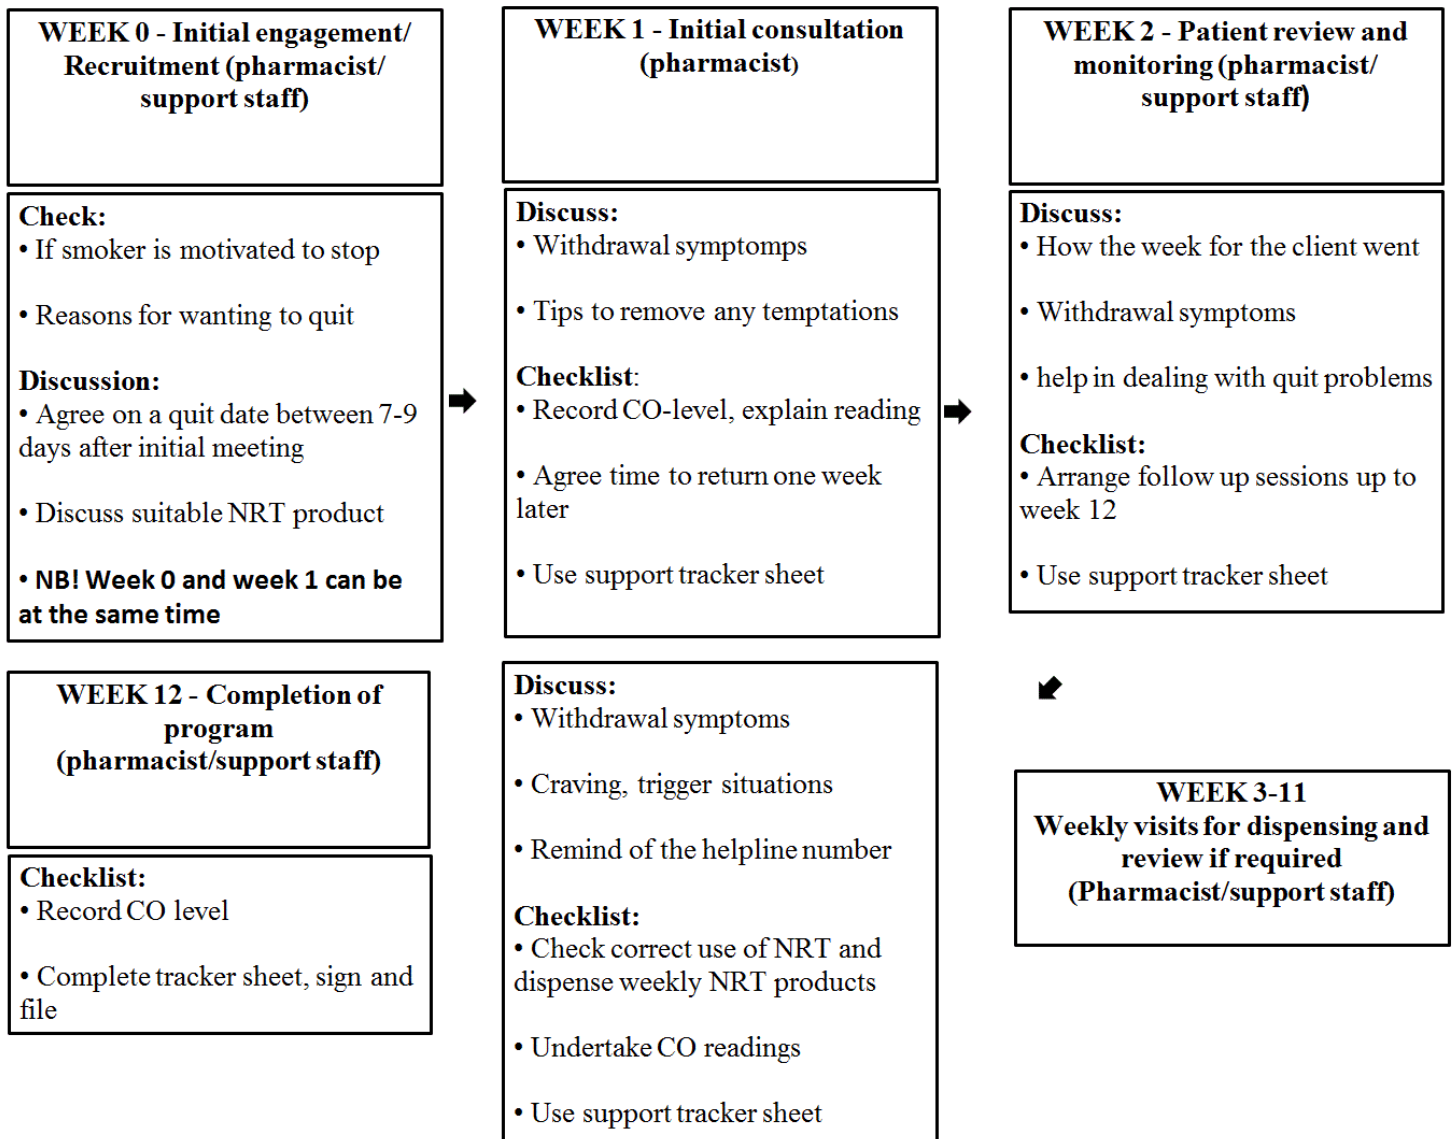 WEEK 0 - Initial engagement/
Recruitment (pharmacist/
support staff)
Check:
• If smoker is motivated to stop
• Reasons for wanting to quit
Discussion:
• Agree on a quit date between 7-9
days after initial meeting
• Discuss suitable NRT product
• NB! Week 0 and week 1 can be
at the same time
WEEK 1 - Initial consultation
(pharmacist)
Discuss:
• Withdrawal symptomps
• Tips to remove any temptations
Checklist:
• Record CO-level, explain reading
• Agree time to return one week
later
• Use support tracker sheet
WEEK 2 - Patient review and
monitoring (pharmacist/
support staff)
Discuss:
• How the week for the client went
• Withdrawal symptoms
• help in dealing with quit problems
Checklist:
• Arrange follow up sessions up to
week 12
• Use support tracker sheet
WEEK 3-11
Weekly visits for dispensing and
review if required
(Pharmacist/support staff)
Discuss:
• Withdrawal symptoms
• Craving, trigger situations
• Remind of the helpline number
Checklist:
• Check correct use of NRT and
dispense weekly NRT products
• Undertake CO readings
• Use support tracker sheet
WEEK 12 - Completion of
program
(pharmacist/support staff)
Checklist:
• Record CO level
• Complete tracker sheet, sign and
file